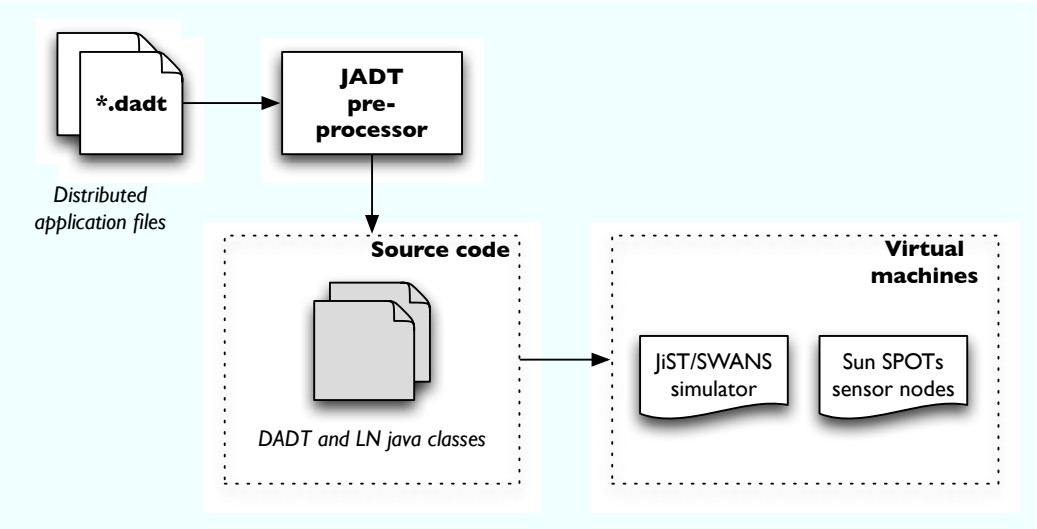 *.dadt
JADT
pre-
processor
Distributed
application files
Source code
DADT and LN java classes
Virtual
machines
JiST/SWANS
simulator
Sun SPOTs
sensor nodes